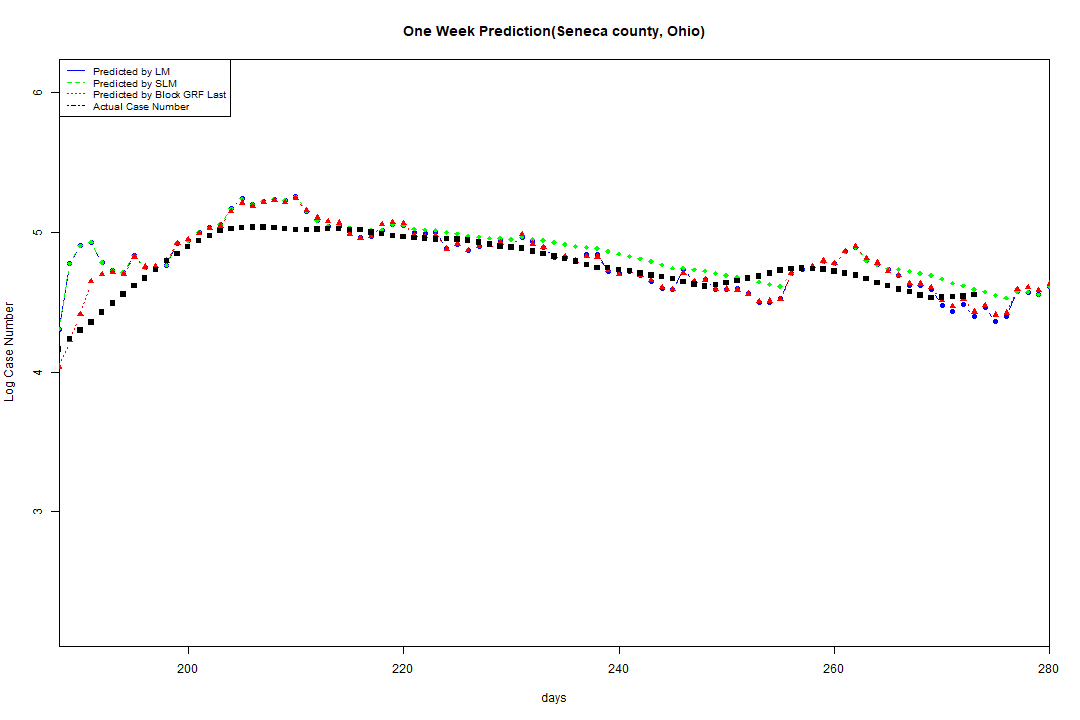 One Week Prediction(Seneca county, Ohio)
Predicted by LM
Predicted by SLM
Predicted by Block GRF Last
Actual Case Number
6
5
4
3
Log Case Number
200 220 240 260 280
days